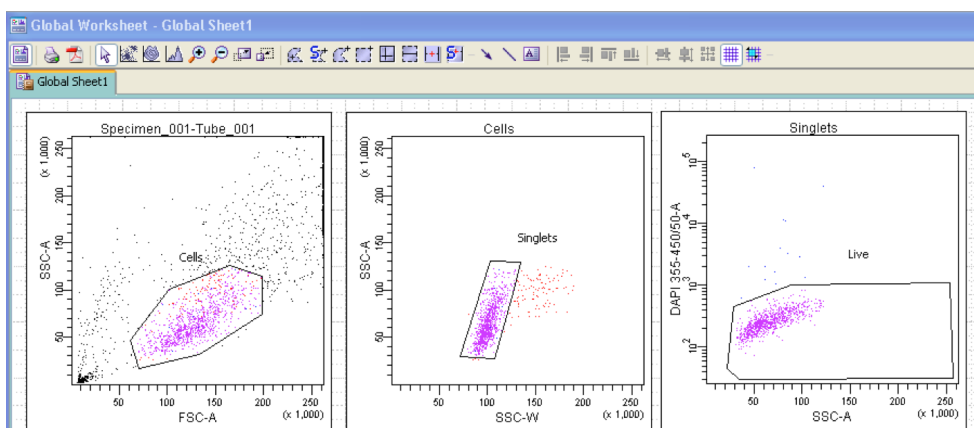 Global Worksheet - Global Sheet1
Global Sheet1
Specimen_001-Tube_001
SSC-A
(x 1,000)
250
200
150
100
50
Cells
50 100 150 200 250
FSC-A (x 1,000)
Cells
SSC-A
(x 1,000)
250
200
150
100
50
Singlets
50 100 150 200 250
SSC-W (x 1,000)
Singlets
DAPI 355-450/50-A
10^5
10^4
10^3
10^2
Live
50 100 150 200 250
SSC-A (x 1,000)